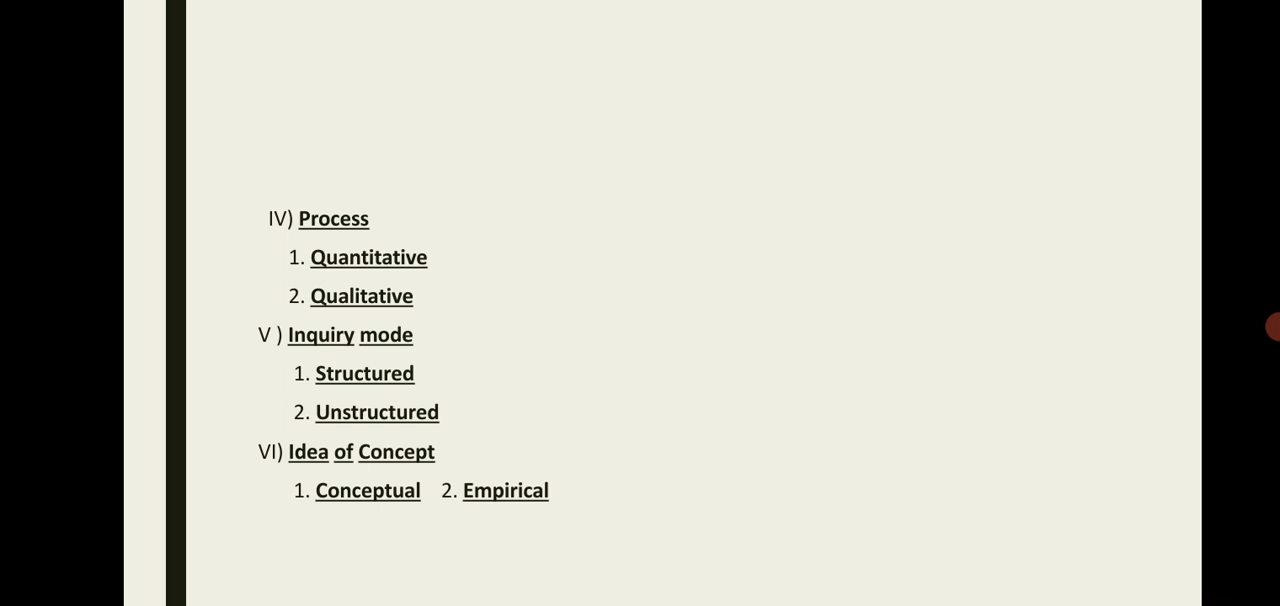 IV) Process
1. Quantitative
2. Qualitative
V ) Inquiry mode
1. Structured
2. Unstructured
VI) Idea of Concept
1. Conceptual 2. Empirical